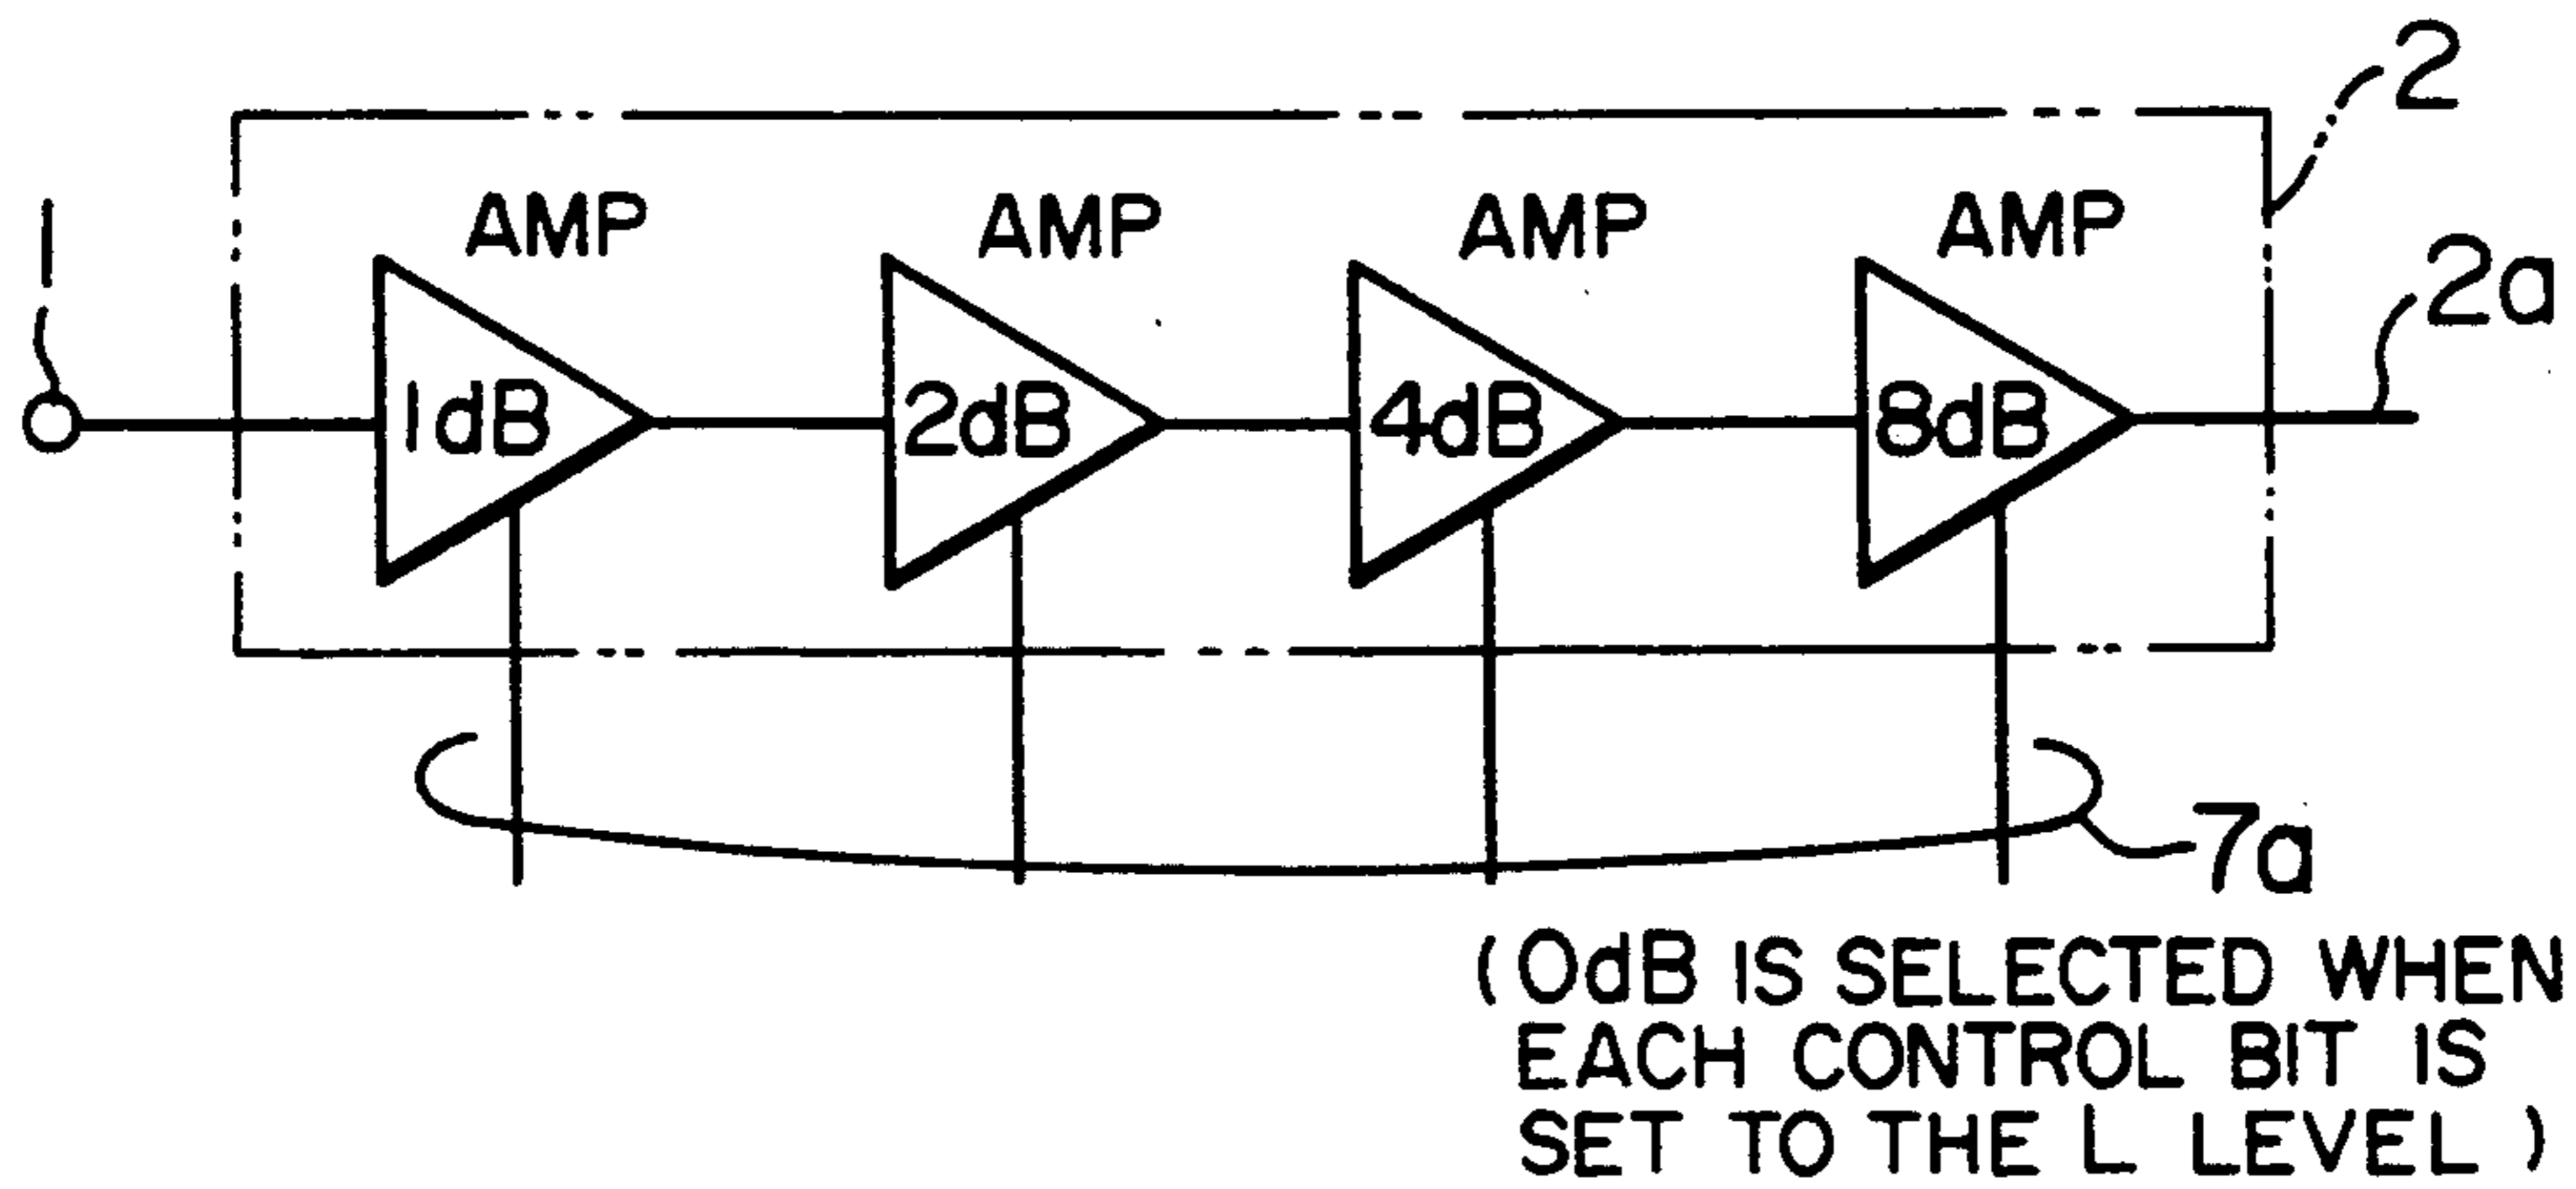 2
1
AMP AMP AMP AMP
2a
1dB 2dB 4dB 8dB
7a
(0dB IS SELECTED WHEN
EACH CONTROL BIT IS
SET TO THE L LEVEL)